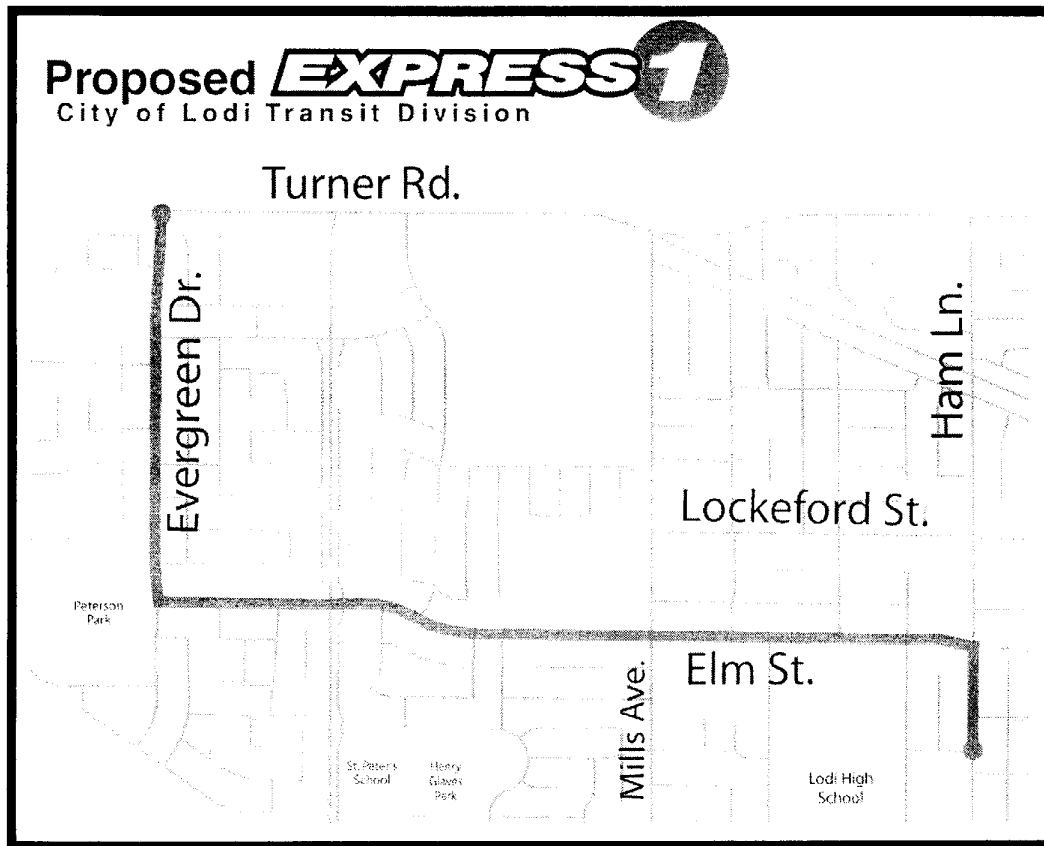 Proposed EXPRESS 1
City of Lodi Transit Division
Turner Rd.
Evergreen Dr.
Ham Ln.
Lockeford St.
Peterson
Park
Elm St.
Mills Ave.
St. Peter's
School
Henry
Glaves
Park
Lodi High
School